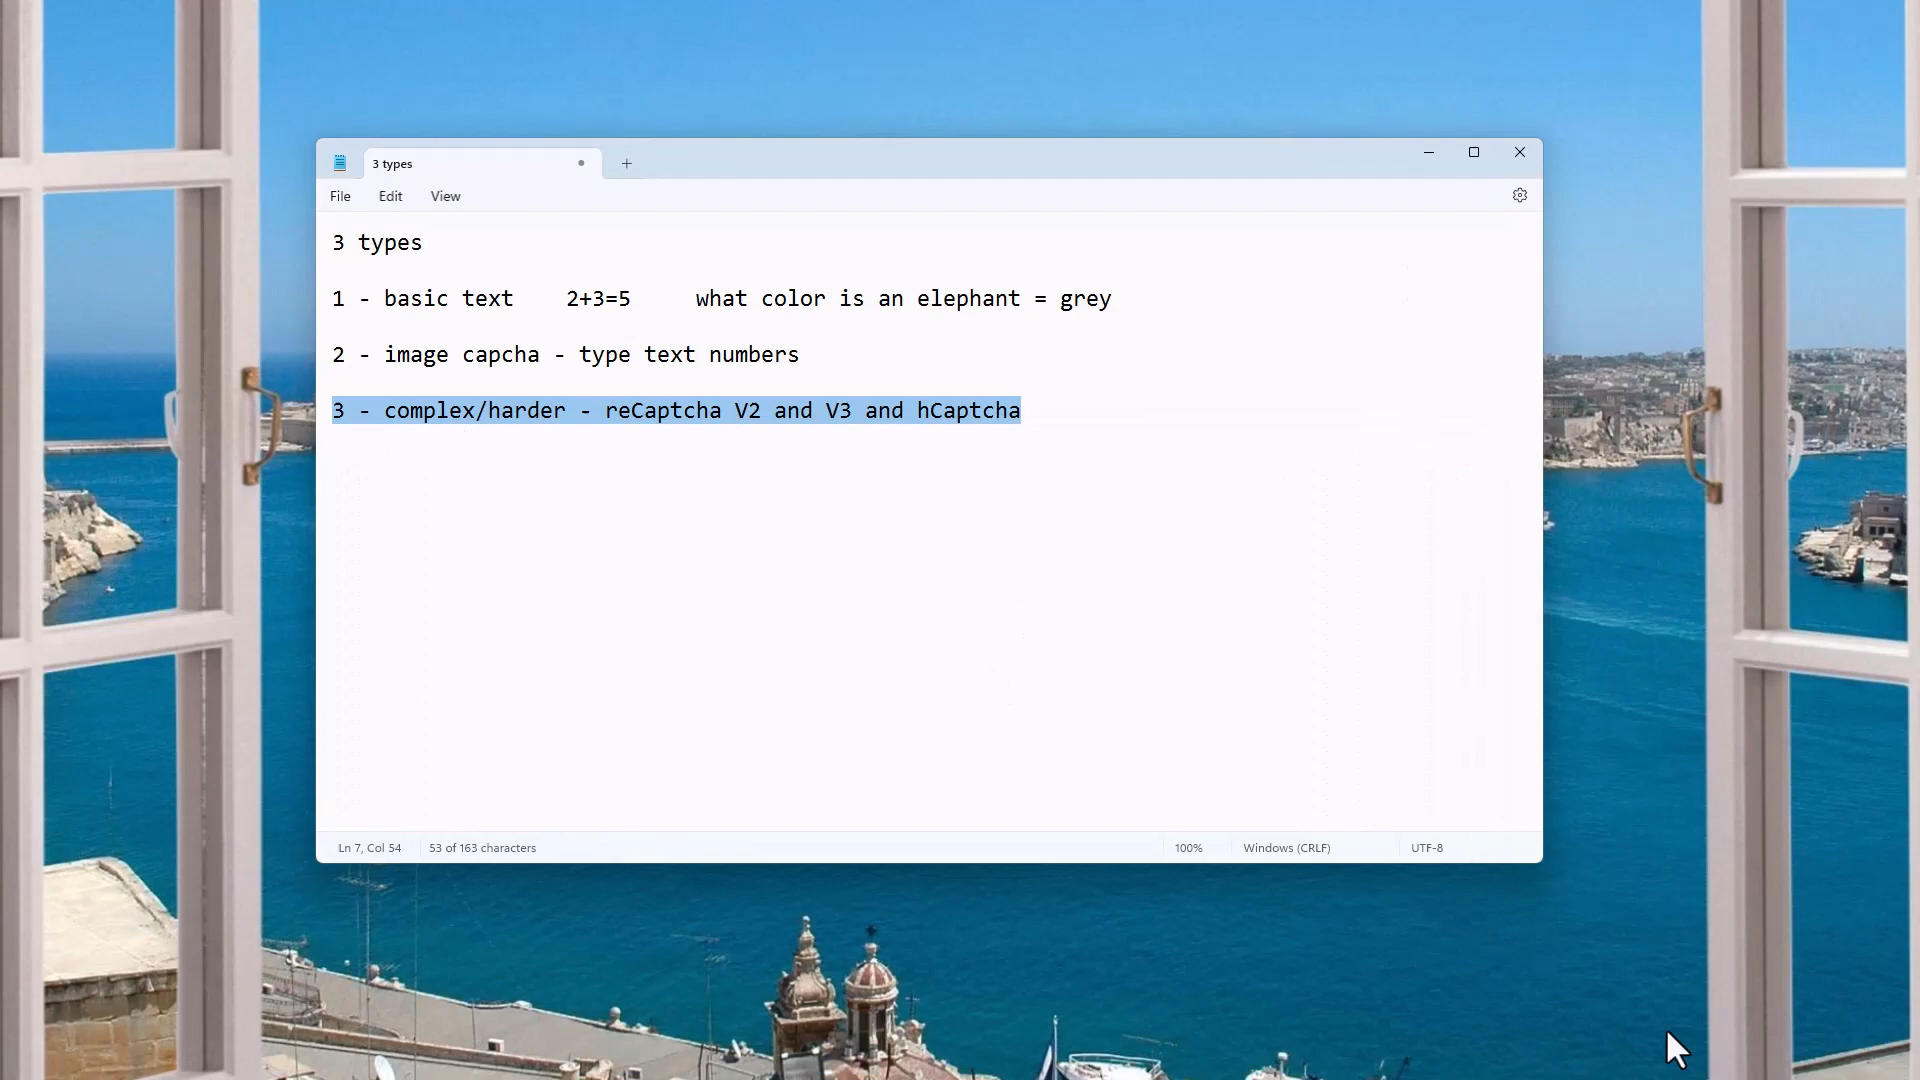 3 types
File Edit View
3 types
1 - basic text    2+3=5     what color is an elephant = grey
2 - image capcha - type text numbers
3 - complex/harder - reCaptcha V2 and V3 and hCaptcha
Ln 7, Col 54 53 of 163 characters 100% Windows (CRLF) UTF-8